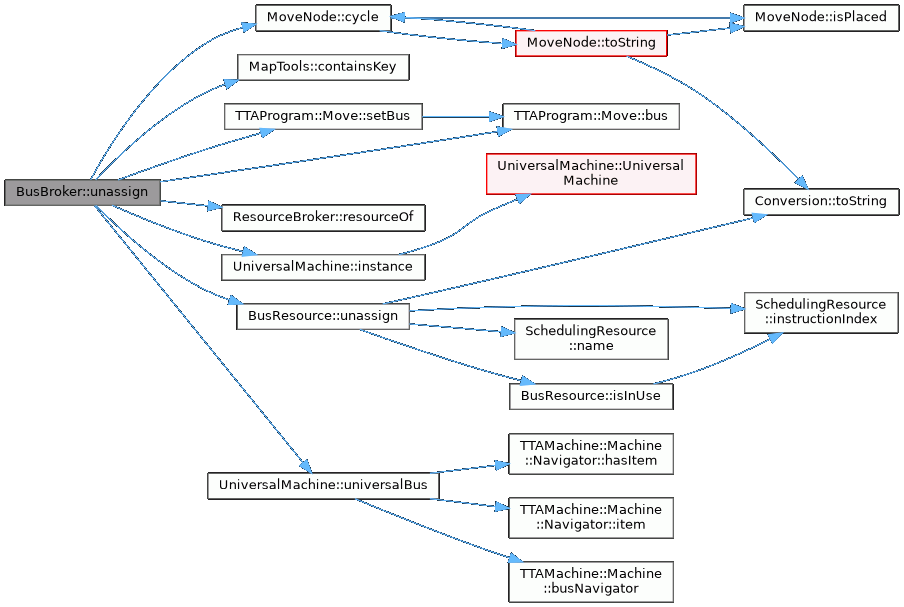 BusBroker::unassign
MoveNode::cycle
MoveNode::isPlaced
MoveNode::toString
MapTools::containsKey
TTAProgram::Move::setBus
TTAProgram::Move::bus
UniversalMachine::Universal
Machine
Conversion::toString
ResourceBroker::resourceOf
UniversalMachine::instance
BusResource::unassign
SchedulingResource
::instructionIndex
SchedulingResource
::name
BusResource::isInUse
UniversalMachine::universalBus
TTAMachine::Machine
::Navigator::hasItem
TTAMachine::Machine
::Navigator::item
TTAMachine::Machine
::busNavigator